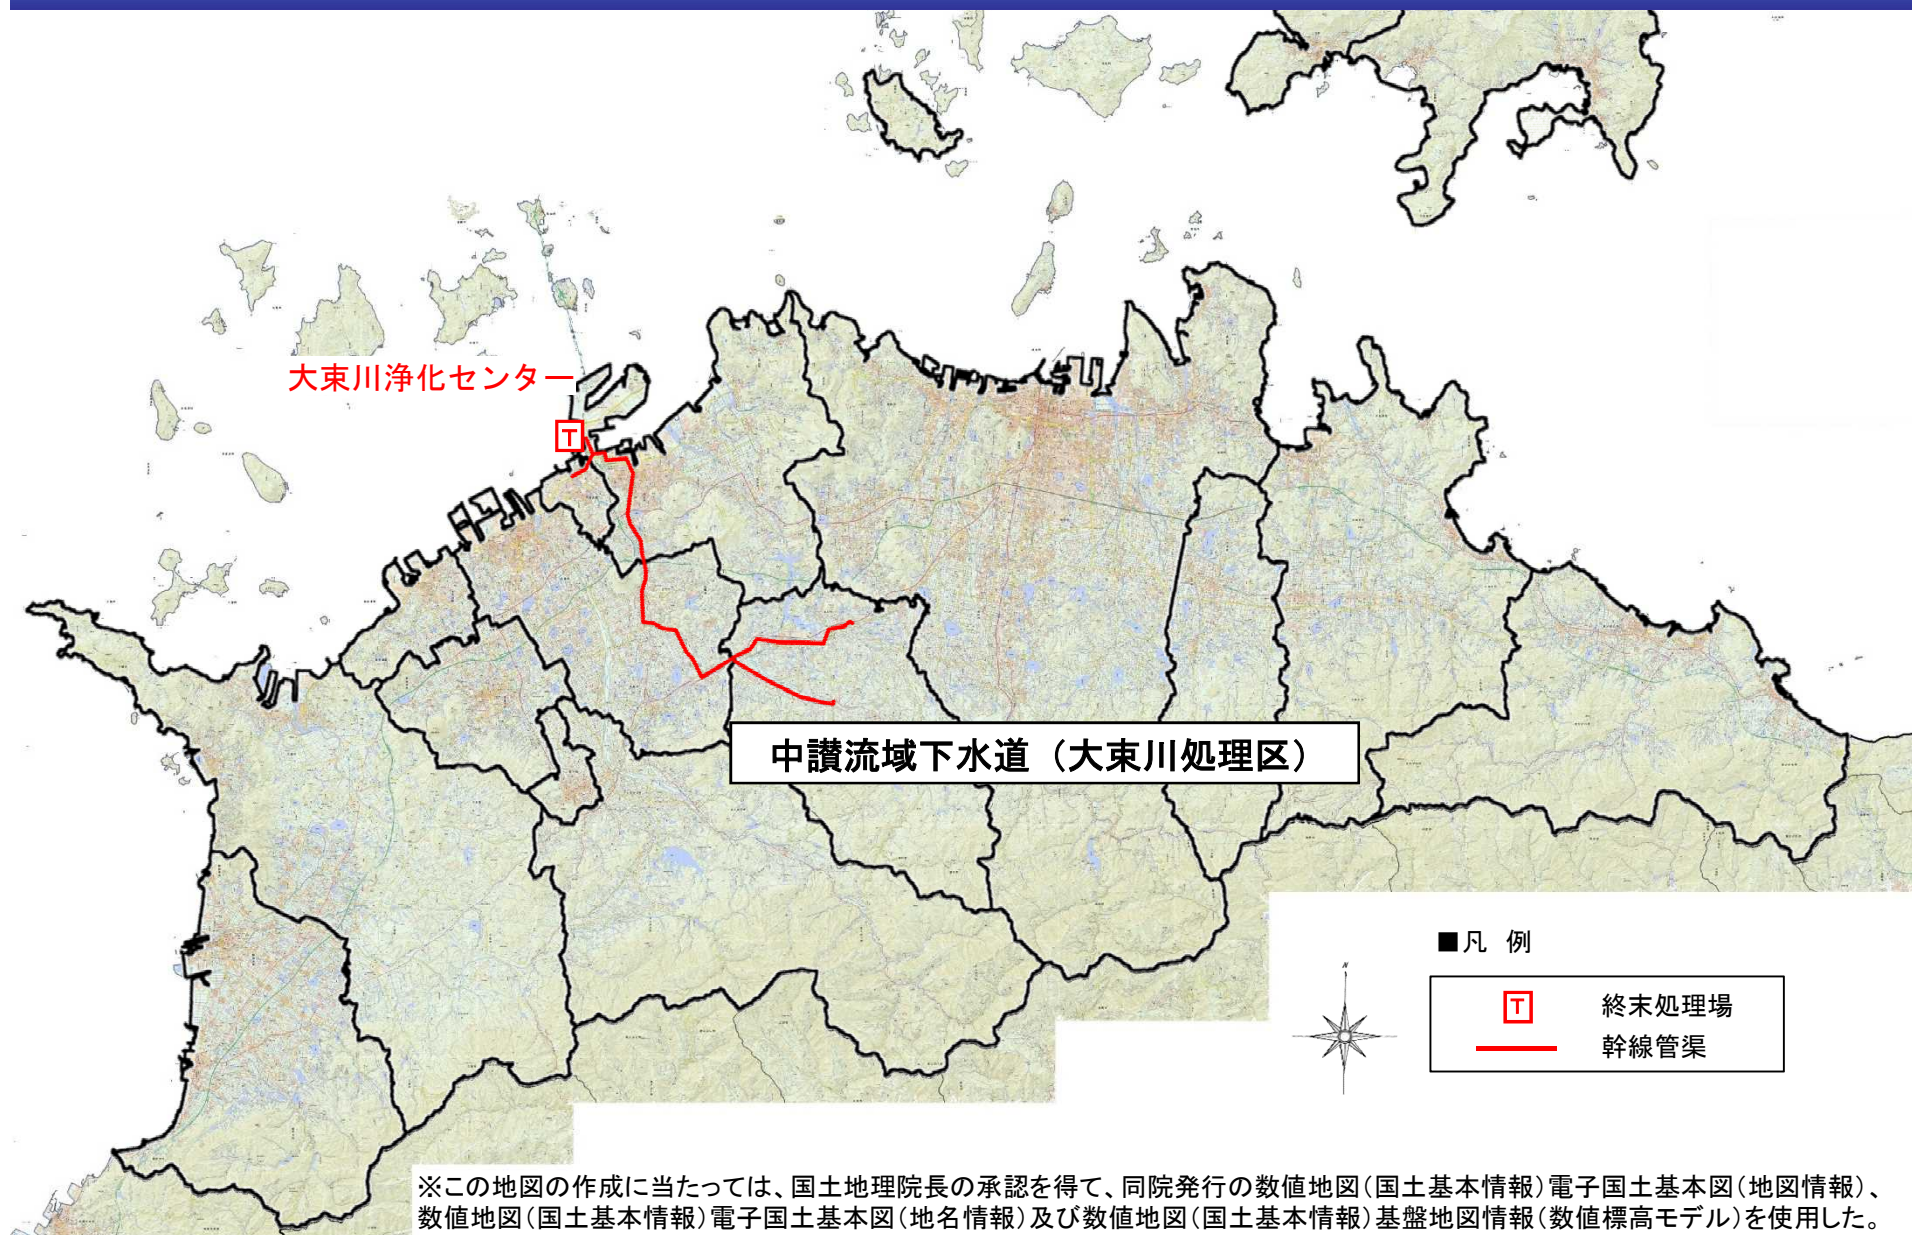 大束川浄化センター
T
中讃流域下水道（大束川処理区）
N
■凡 例
T 終末処理場
幹線管渠
※この地図の作成に当たっては、国土地理院長の承認を得て、同院発行の数値地図(国土基本情報)電子国土基本図(地図情報)、
数値地図(国土基本情報)電子国土基本図(地名情報)及び数値地図(国土基本情報)基盤地図情報(数値標高モデル)を使用した。